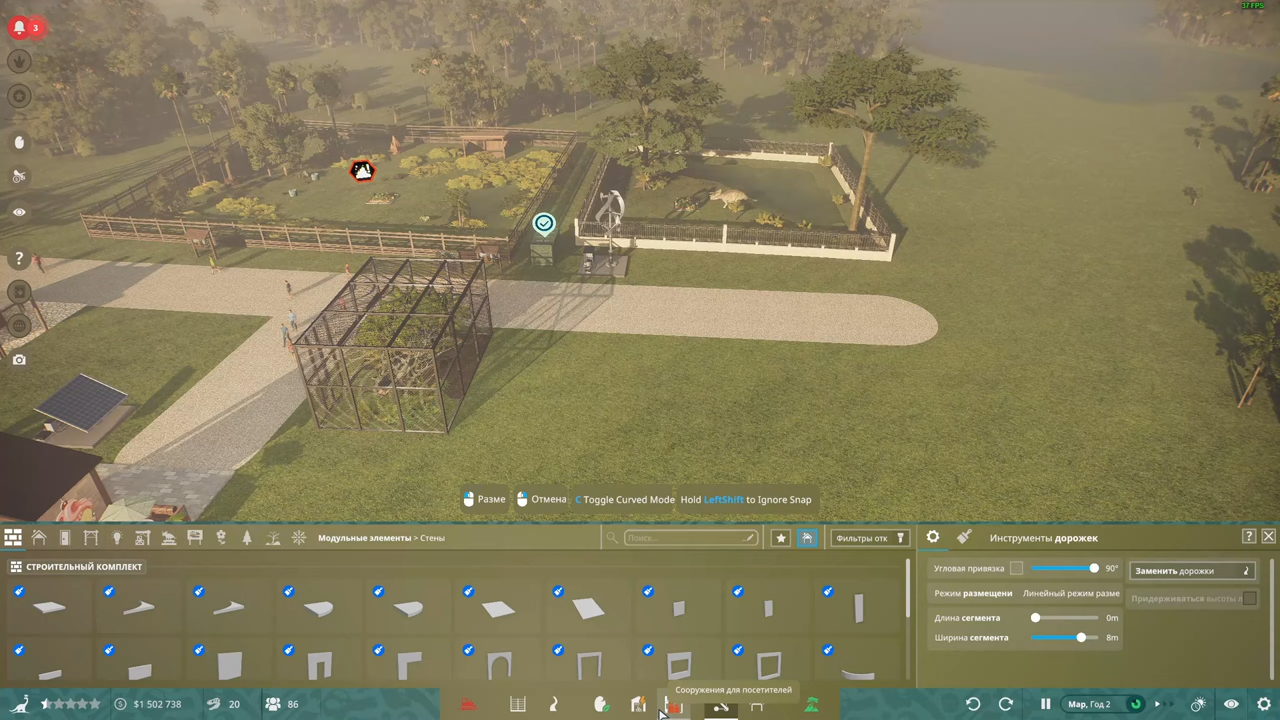 37 FPS
3
?
Разме
Отмена
C Toggle Curved Mode
Hold LeftShift to Ignore Snap
Модульные элементы > Стены
Поиск...
Фильтры отк
Инструменты дорожек
?
СТРОИТЕЛЬНЫЙ КОМПЛЕКТ
Угловая привязка
90°
Заменить дорожки
Режим размещени
Линейный режим разме
Придерживаться высоты л
Длина сегмента
0m
Ширина сегмента
8m
Сооружения для посетителей
$1 502 738
20
86
Мар, Год 2